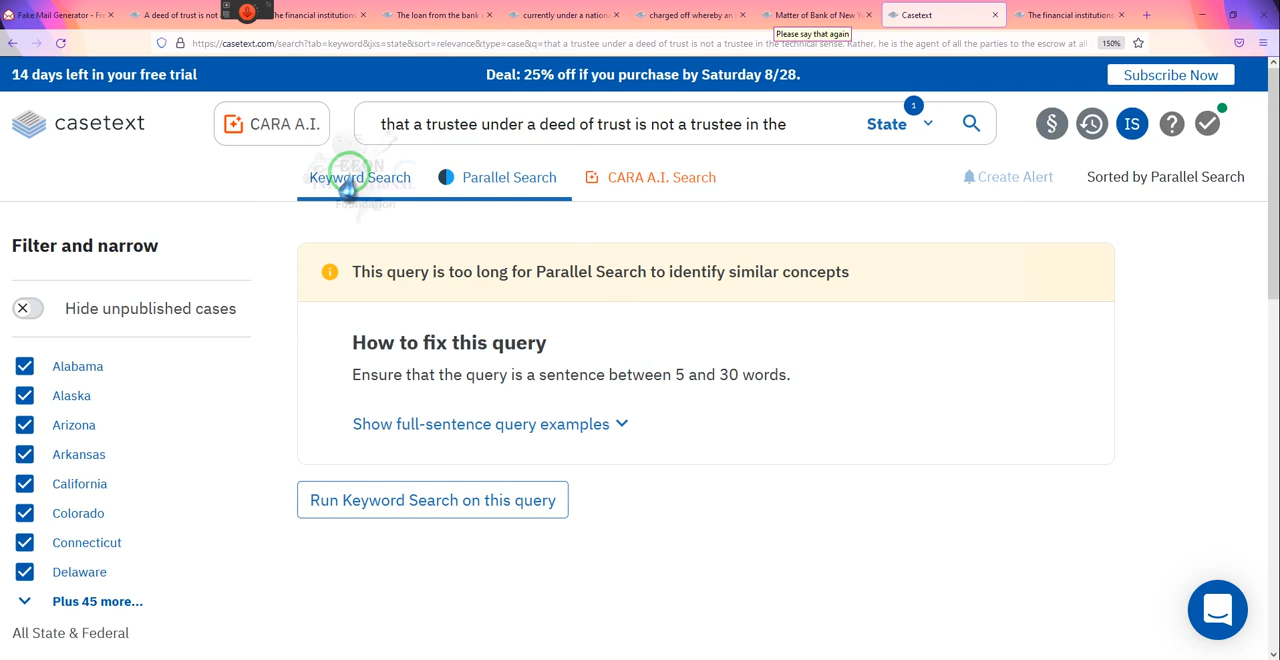 Fake Mail Generator - Fr
A deed of trust is not
he financial institutions
The loan from the bank
currently under a nation
charged off whereby an
Matter of Bank of New Y
Casetext
The financial institutions
Please say that again
https://casetext.com/search?tab=keyword&jxs=state&sort=relevance&type=case&q=that a trustee under a deed of trust is not a trustee in the technical sense. Rather, he is the agent of all the parties to the escrow at all
150%
14 days left in your free trial
Deal: 25% off if you purchase by Saturday 8/28.
Subscribe Now
casetext
CARA A.I.
that a trustee under a deed of trust is not a trustee in the
State
1
§
IS
?
Keyword Search
Parallel Search
CARA A.I. Search
Create Alert
Sorted by Parallel Search
Foundation
Filter and narrow
Hide unpublished cases
Alabama
Alaska
Arizona
Arkansas
California
Colorado
Connecticut
Delaware
Plus 45 more...
All State & Federal
This query is too long for Parallel Search to identify similar concepts
How to fix this query
Ensure that the query is a sentence between 5 and 30 words.
Show full-sentence query examples
Run Keyword Search on this query